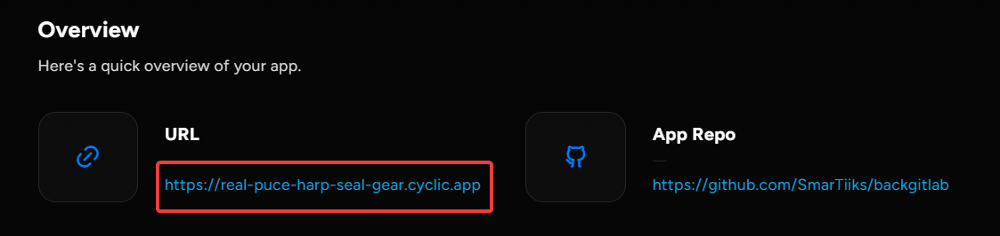 Overview
Here's a quick overview of your app.
URL
https://real-puce-harp-seal-gear.cyclic.app
App Repo
https://github.com/SmarTiiks/backgitlab